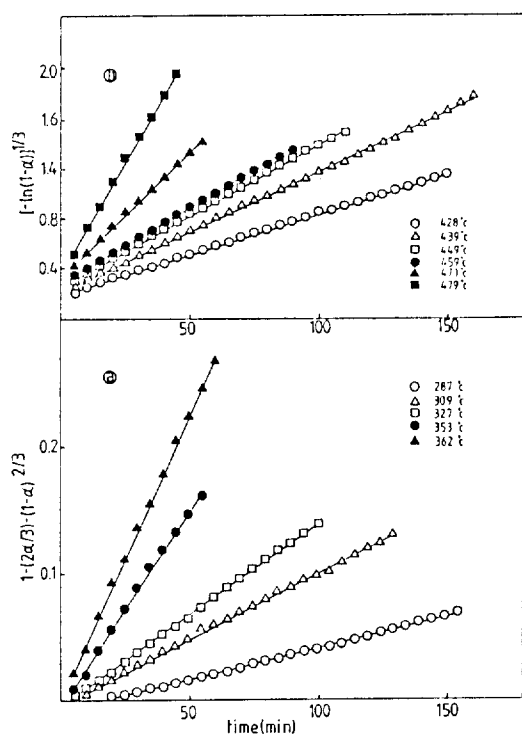 b
[-ln(1-α)]1/3
2.0
1.6
1.2
0.8
0.4
428°c
439°c
449°c
459°c
471°c
479°c
50
100
150
a
1-(2α/3)-(1-α)2/3
0.2
0.1
287°c
309°c
327°c
353°c
362°c
50
100
150
time(min)